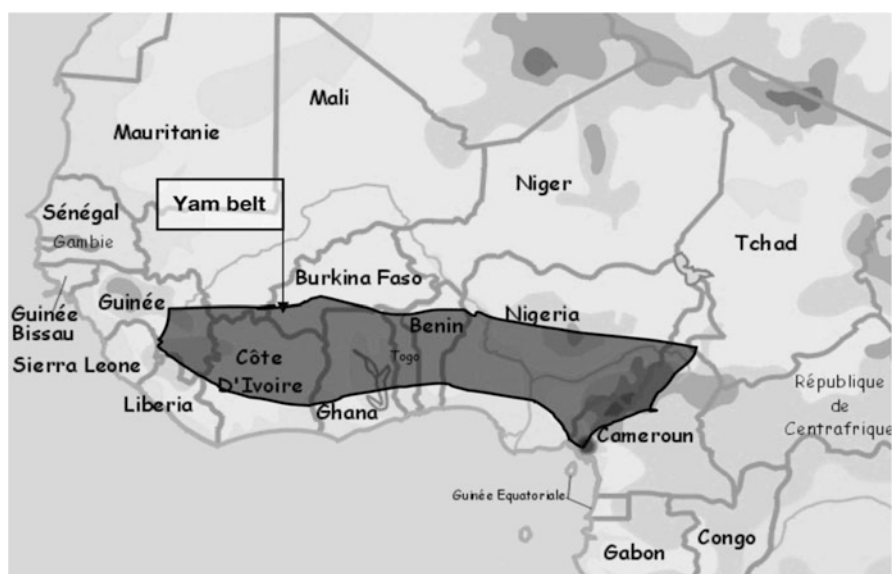 Mali
Mauritanie
Niger
Yam belt
Sénégal
Gambie
Tchad
Burkina Faso
Guinée
Guinée
Bissau
Nigeria
Benin
Sierra Leone
Côte
D'Ivoire
Togo
Liberia
Ghana
République
de
Centrafrique
Cameroun
Guinée Equatoriale
Congo
Gabon